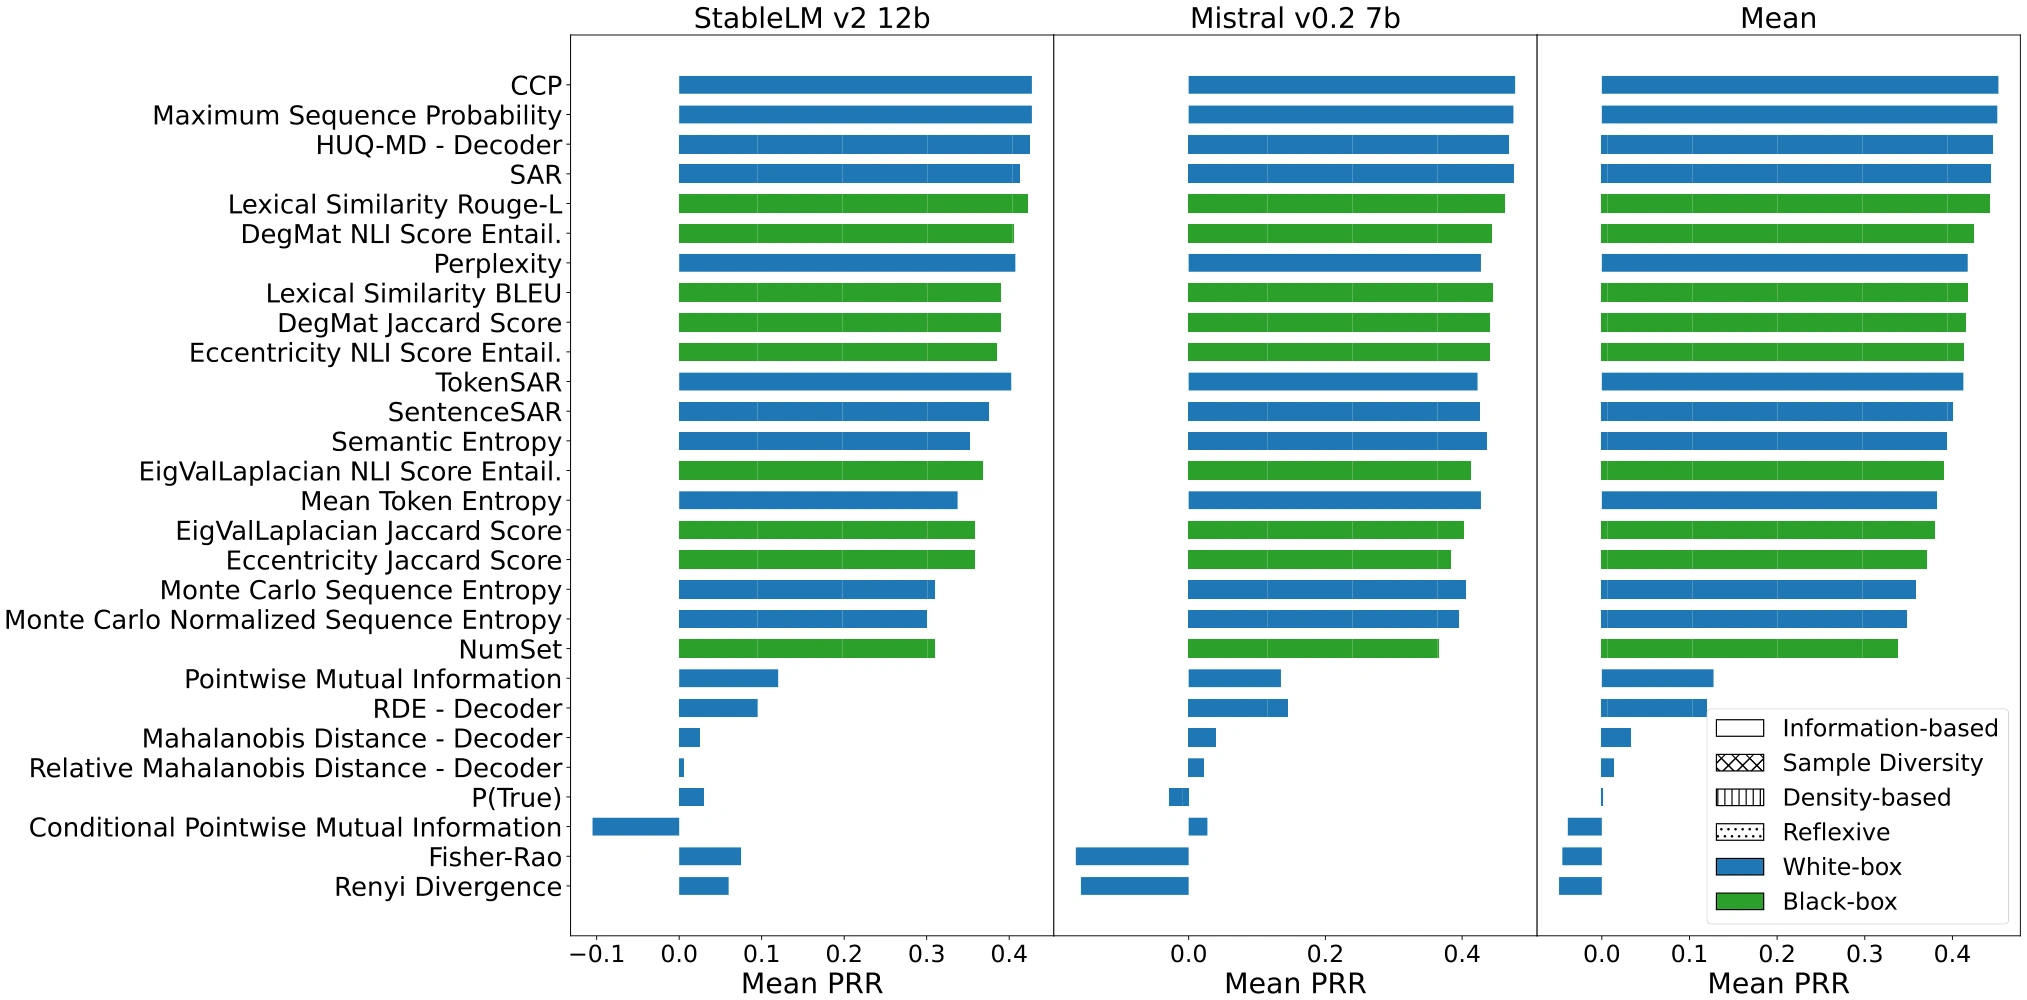 StableLM v2 12b
Mistral v0.2 7b
Mean
CCP
Maximum Sequence Probability
HUQ-MD - Decoder
SAR
Lexical Similarity Rouge-L
DegMat NLI Score Entail.
Perplexity
Lexical Similarity BLEU
DegMat Jaccard Score
Eccentricity NLI Score Entail.
TokenSAR
SentenceSAR
Semantic Entropy
EigValLaplacian NLI Score Entail.
Mean Token Entropy
EigValLaplacian Jaccard Score
Eccentricity Jaccard Score
Monte Carlo Sequence Entropy
Monte Carlo Normalized Sequence Entropy
NumSet
Pointwise Mutual Information
RDE - Decoder
Mahalanobis Distance - Decoder
Relative Mahalanobis Distance - Decoder
P(True)
Conditional Pointwise Mutual Information
Fisher-Rao
Renyi Divergence
Information-based
Sample Diversity
Density-based
Reflexive
White-box
Black-box
−0.1 0.0 0.1 0.2 0.3 0.4
0.0 0.2 0.4
0.0 0.1 0.2 0.3 0.4
Mean PRR
Mean PRR
Mean PRR